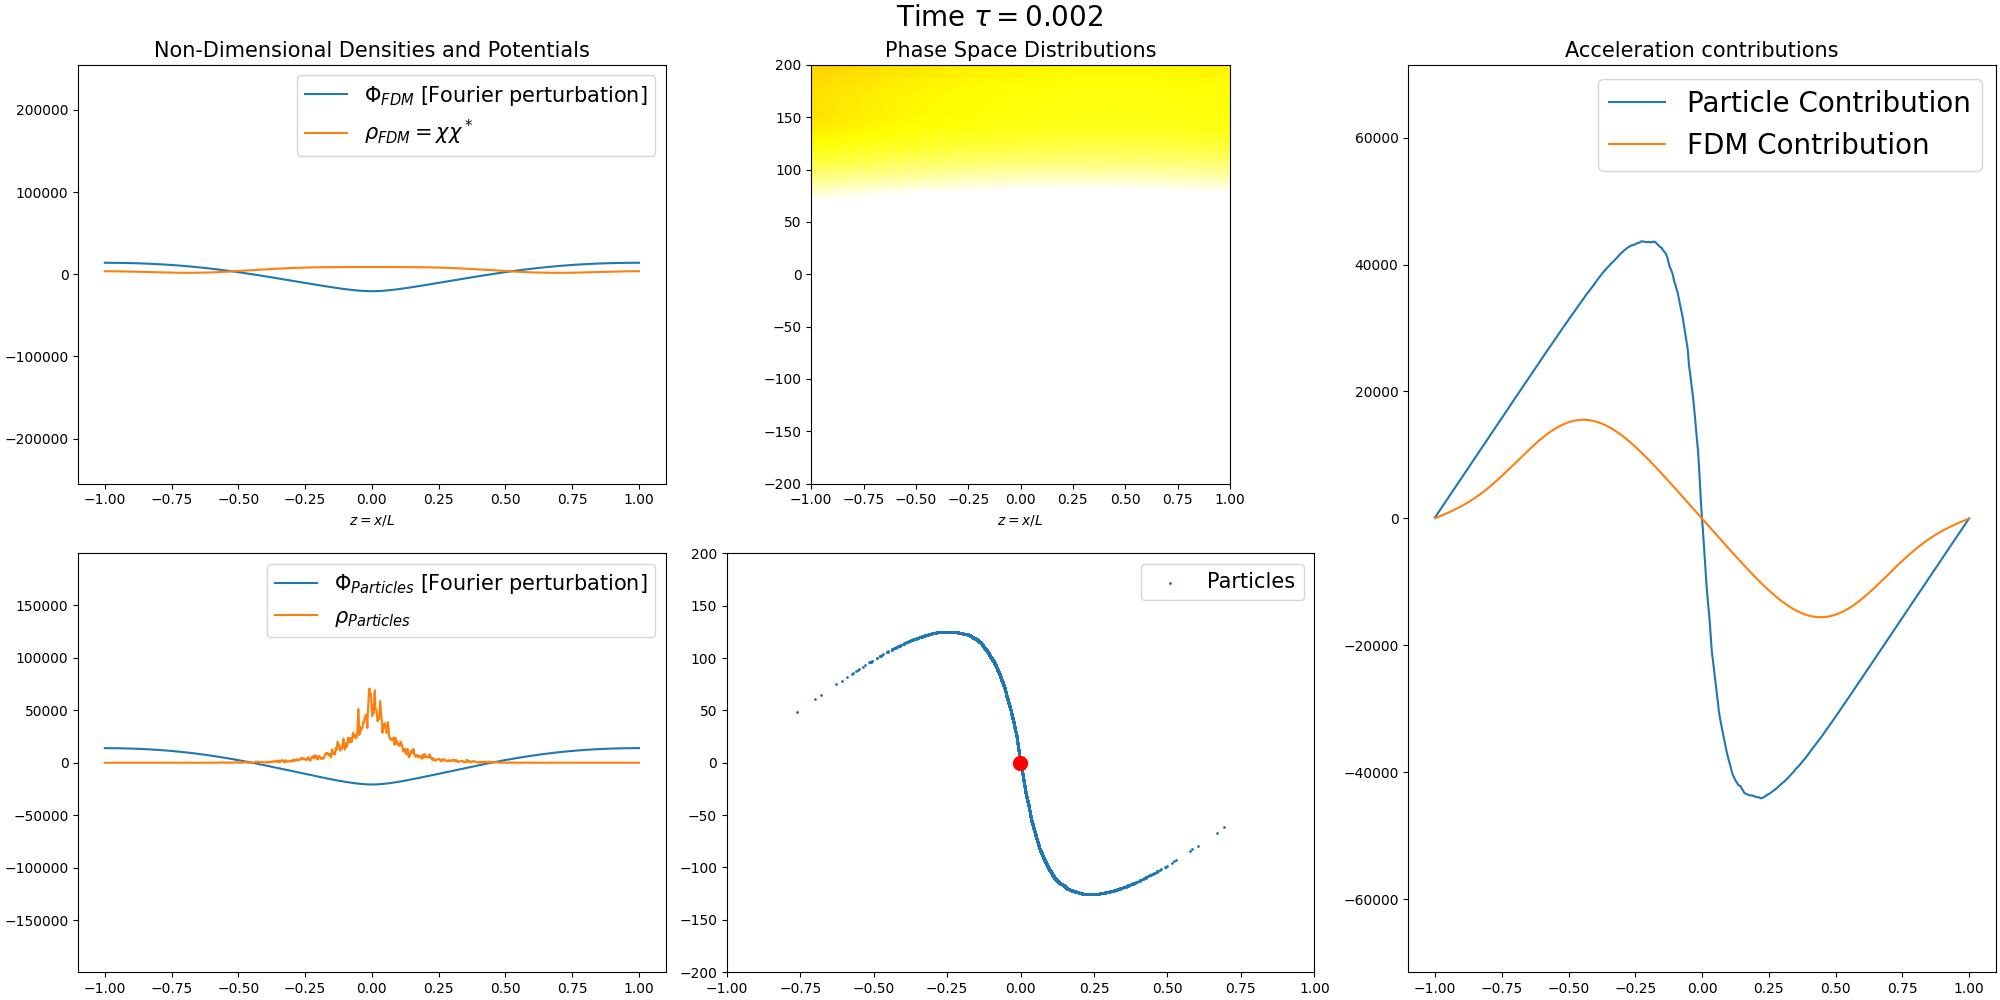 Time τ = 0.002
Non-Dimensional Densities and Potentials
Φ_FDM [Fourier perturbation]
ρ_FDM = χχ*
200000
100000
0
−100000
−200000
−1.00 −0.75 −0.50 −0.25 0.00 0.25 0.50 0.75 1.00
z = x/L
Phase Space Distributions
200
150
100
50
0
−50
−100
−150
−200
−1.00 −0.75 −0.50 −0.25 0.00 0.25 0.50 0.75 1.00
z = x/L
Acceleration contributions
Particle Contribution
FDM Contribution
60000
40000
20000
0
−20000
−40000
−60000
−1.00 −0.75 −0.50 −0.25 0.00 0.25 0.50 0.75 1.00
Φ_Particles [Fourier perturbation]
ρ_Particles
150000
100000
50000
0
−50000
−100000
−150000
−1.00 −0.75 −0.50 −0.25 0.00 0.25 0.50 0.75 1.00
Particles
200
150
100
50
0
−50
−100
−150
−200
−1.00 −0.75 −0.50 −0.25 0.00 0.25 0.50 0.75 1.00